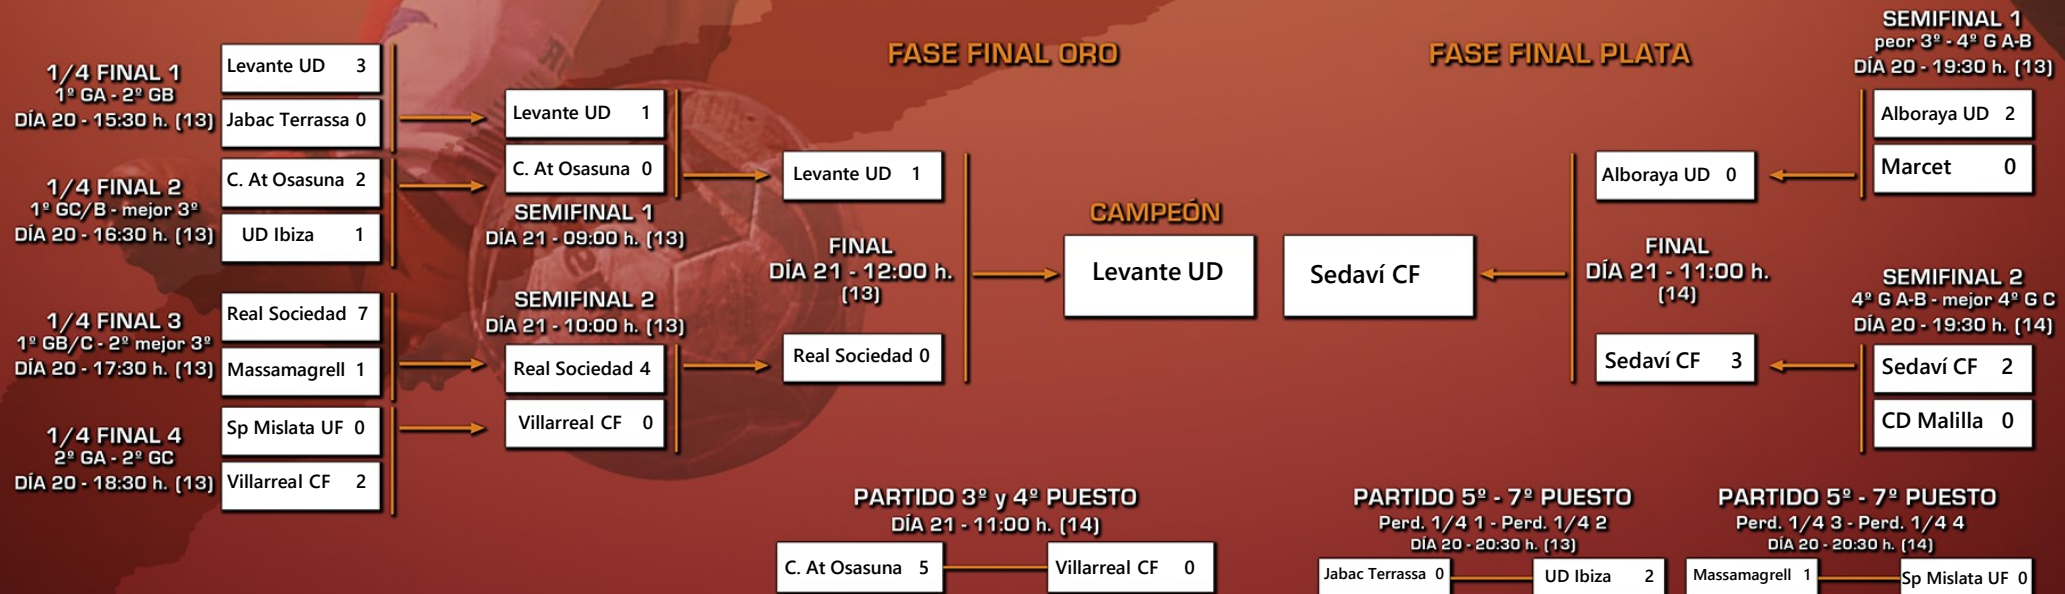 FASE FINAL ORO
1/4 FINAL 1
1º GA - 2º GB
DÍA 20 - 15:30 h. (13)
Levante UD 3
Jabac Terrassa 0
1/4 FINAL 2
1º GC/B - mejor 3º
DÍA 20 - 16:30 h. (13)
C. At Osasuna 2
UD Ibiza 1
1/4 FINAL 3
1º GB/C - 2º mejor 3º
DÍA 20 - 17:30 h. (13)
Real Sociedad 7
Massamagrell 1
1/4 FINAL 4
2º GA - 2º GC
DÍA 20 - 18:30 h. (13)
Sp Mislata UF 0
Villarreal CF 2
Levante UD 1
C. At Osasuna 0
SEMIFINAL 1
DÍA 21 - 09:00 h. (13)
SEMIFINAL 2
DÍA 21 - 10:00 h. (13)
Real Sociedad 4
Villarreal CF 0
Levante UD 1
FINAL
DÍA 21 - 12:00 h.
(13)
Real Sociedad 0
CAMPEÓN
Levante UD
Sedaví CF
FASE FINAL PLATA
SEMIFINAL 1
peor 3º - 4º G A-B
DÍA 20 - 19:30 h. (13)
Alboraya UD 2
Marcet 0
Alboraya UD 0
FINAL
DÍA 21 - 11:00 h.
(14)
Sedaví CF 3
SEMIFINAL 2
4º G A-B - mejor 4º G C
DÍA 20 - 19:30 h. (14)
Sedaví CF 2
CD Malilla 0
PARTIDO 3º y 4º PUESTO
DÍA 21 - 11:00 h. (14)
C. At Osasuna 5
Villarreal CF 0
PARTIDO 5º - 7º PUESTO
Perd. 1/4 1 - Perd. 1/4 2
DÍA 20 - 20:30 h. (13)
Jabac Terrassa 0
UD Ibiza 2
PARTIDO 5º - 7º PUESTO
Perd. 1/4 3 - Perd. 1/4 4
DÍA 20 - 20:30 h. (14)
Massamagrell 1
Sp Mislata UF 0